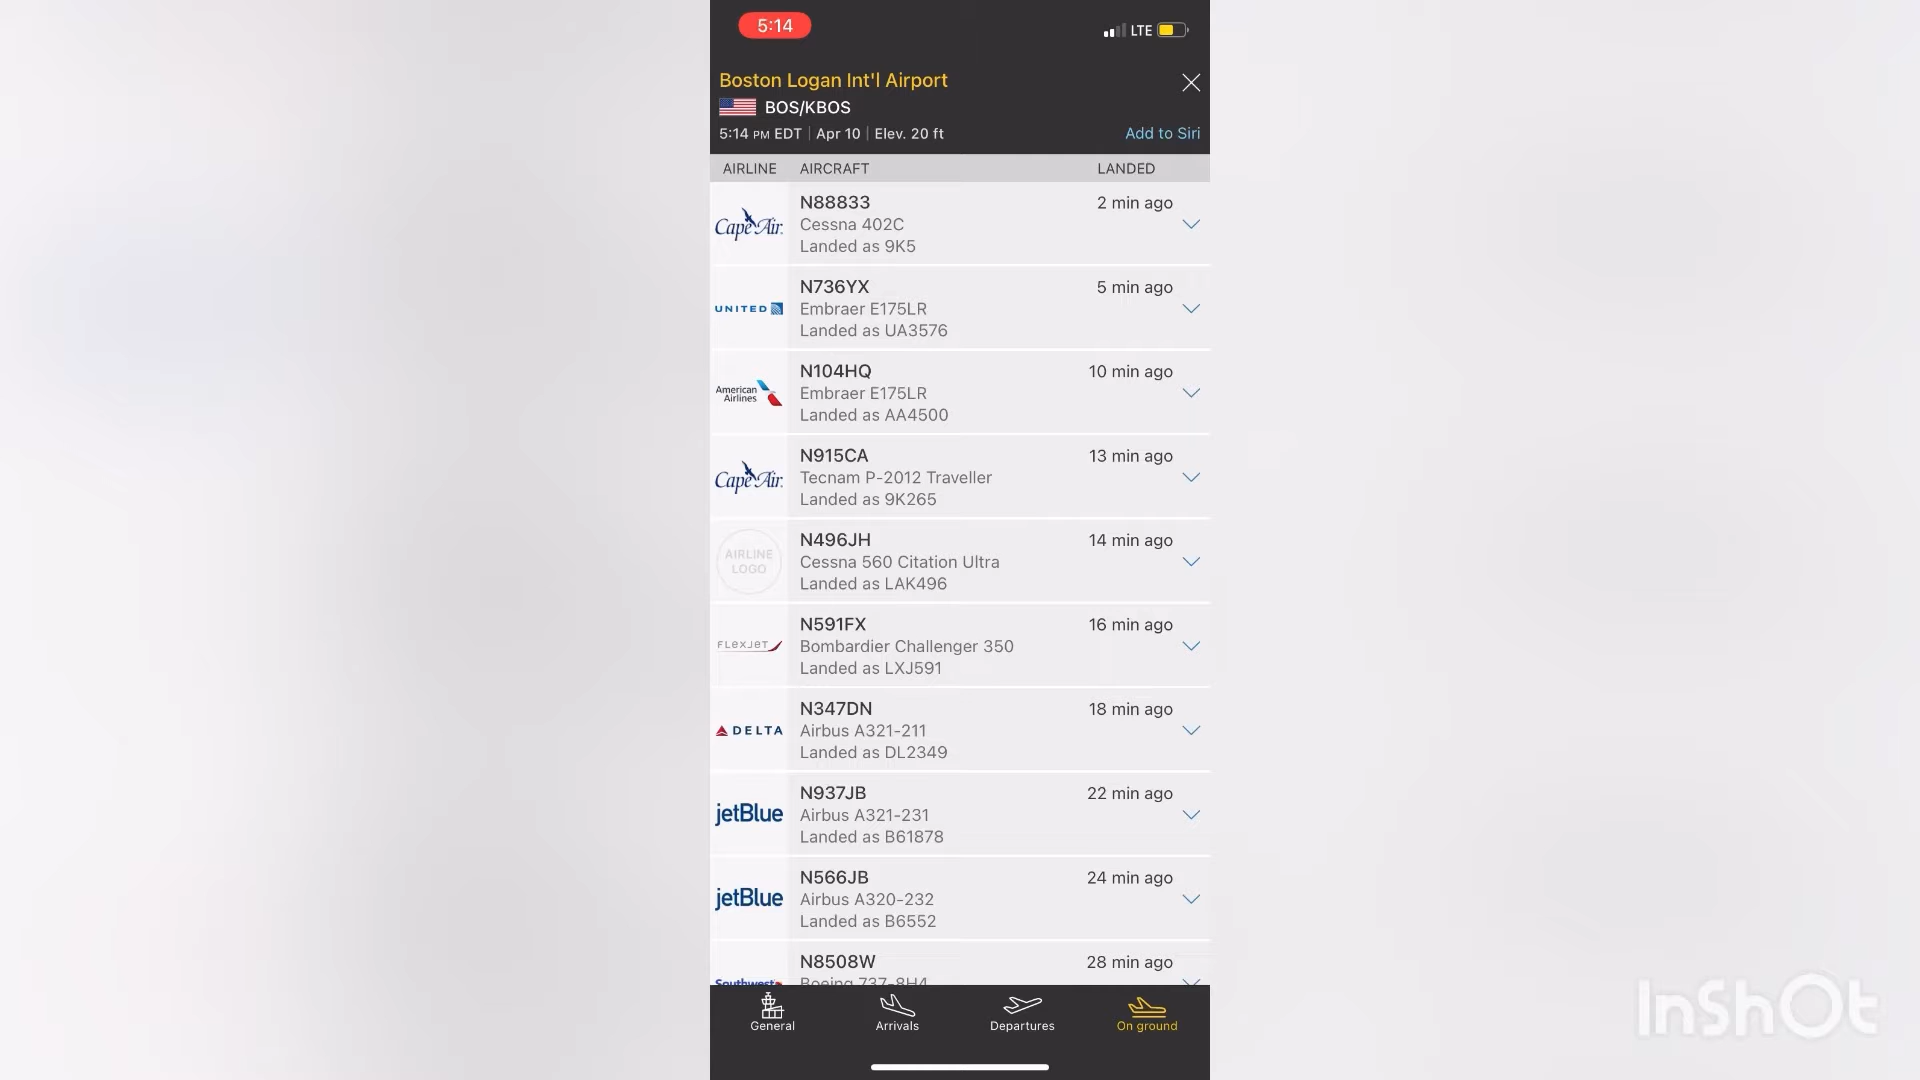 5:14
LTE
Boston Logan Int'l Airport
BOS/KBOS
5:14 PM EDT | Apr 10 | Elev. 20 ft
Add to Siri
AIRLINE AIRCRAFT LANDED
Cape Air
N88833 2 min ago
Cessna 402C
Landed as 9K5
UNITED
N736YX 5 min ago
Embraer E175LR
Landed as UA3576
American Airlines
N104HQ 10 min ago
Embraer E175LR
Landed as AA4500
Cape Air
N915CA 13 min ago
Tecnam P-2012 Traveller
Landed as 9K265
AIRLINE
LOGO
N496JH 14 min ago
Cessna 560 Citation Ultra
Landed as LAK496
FLEXJET
N591FX 16 min ago
Bombardier Challenger 350
Landed as LXJ591
DELTA
N347DN 18 min ago
Airbus A321-211
Landed as DL2349
jetBlue
N937JB 22 min ago
Airbus A321-231
Landed as B61878
jetBlue
N566JB 24 min ago
Airbus A320-232
Landed as B6552
Southwest
N8508W 28 min ago
Boeing 737-8H4
General Arrivals Departures On ground
InShOt